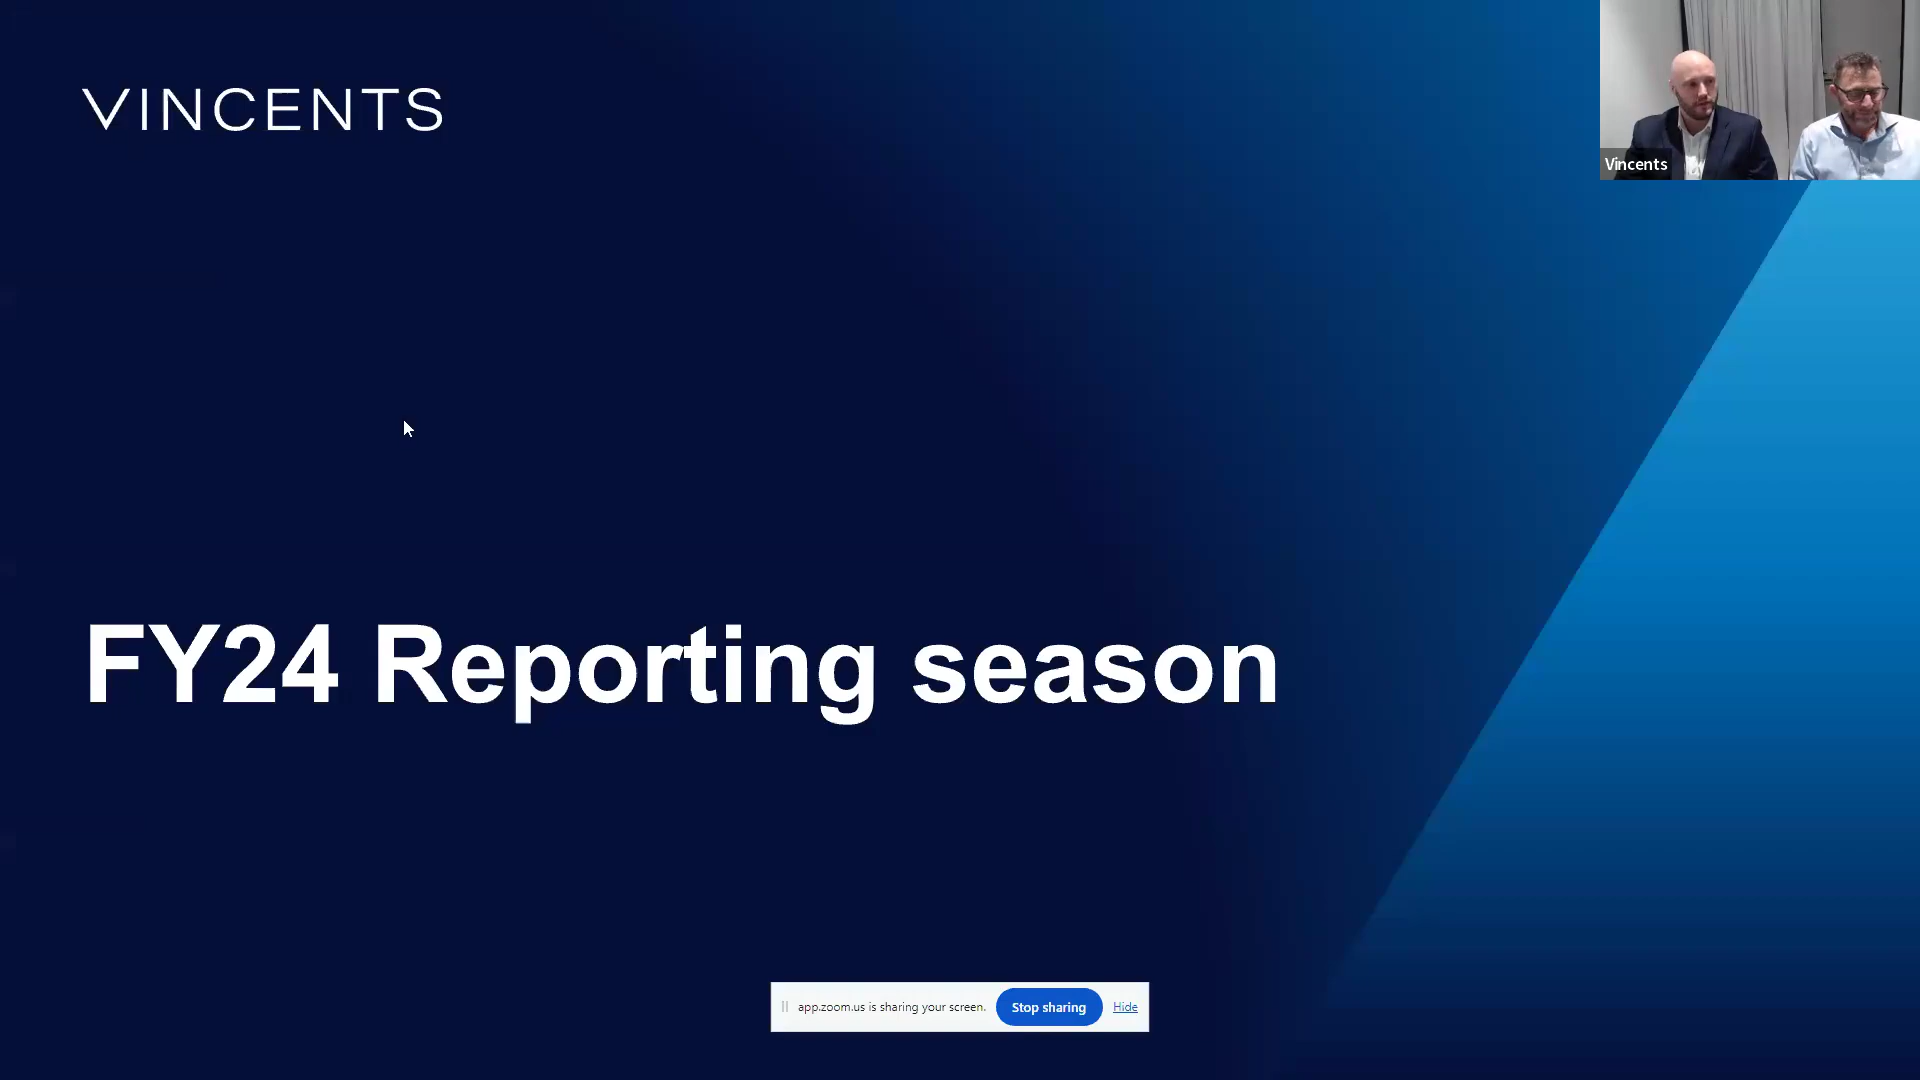 VINCENTS
Vincents
FY24 Reporting season
app.zoom.us is sharing your screen.
Stop sharing
Hide